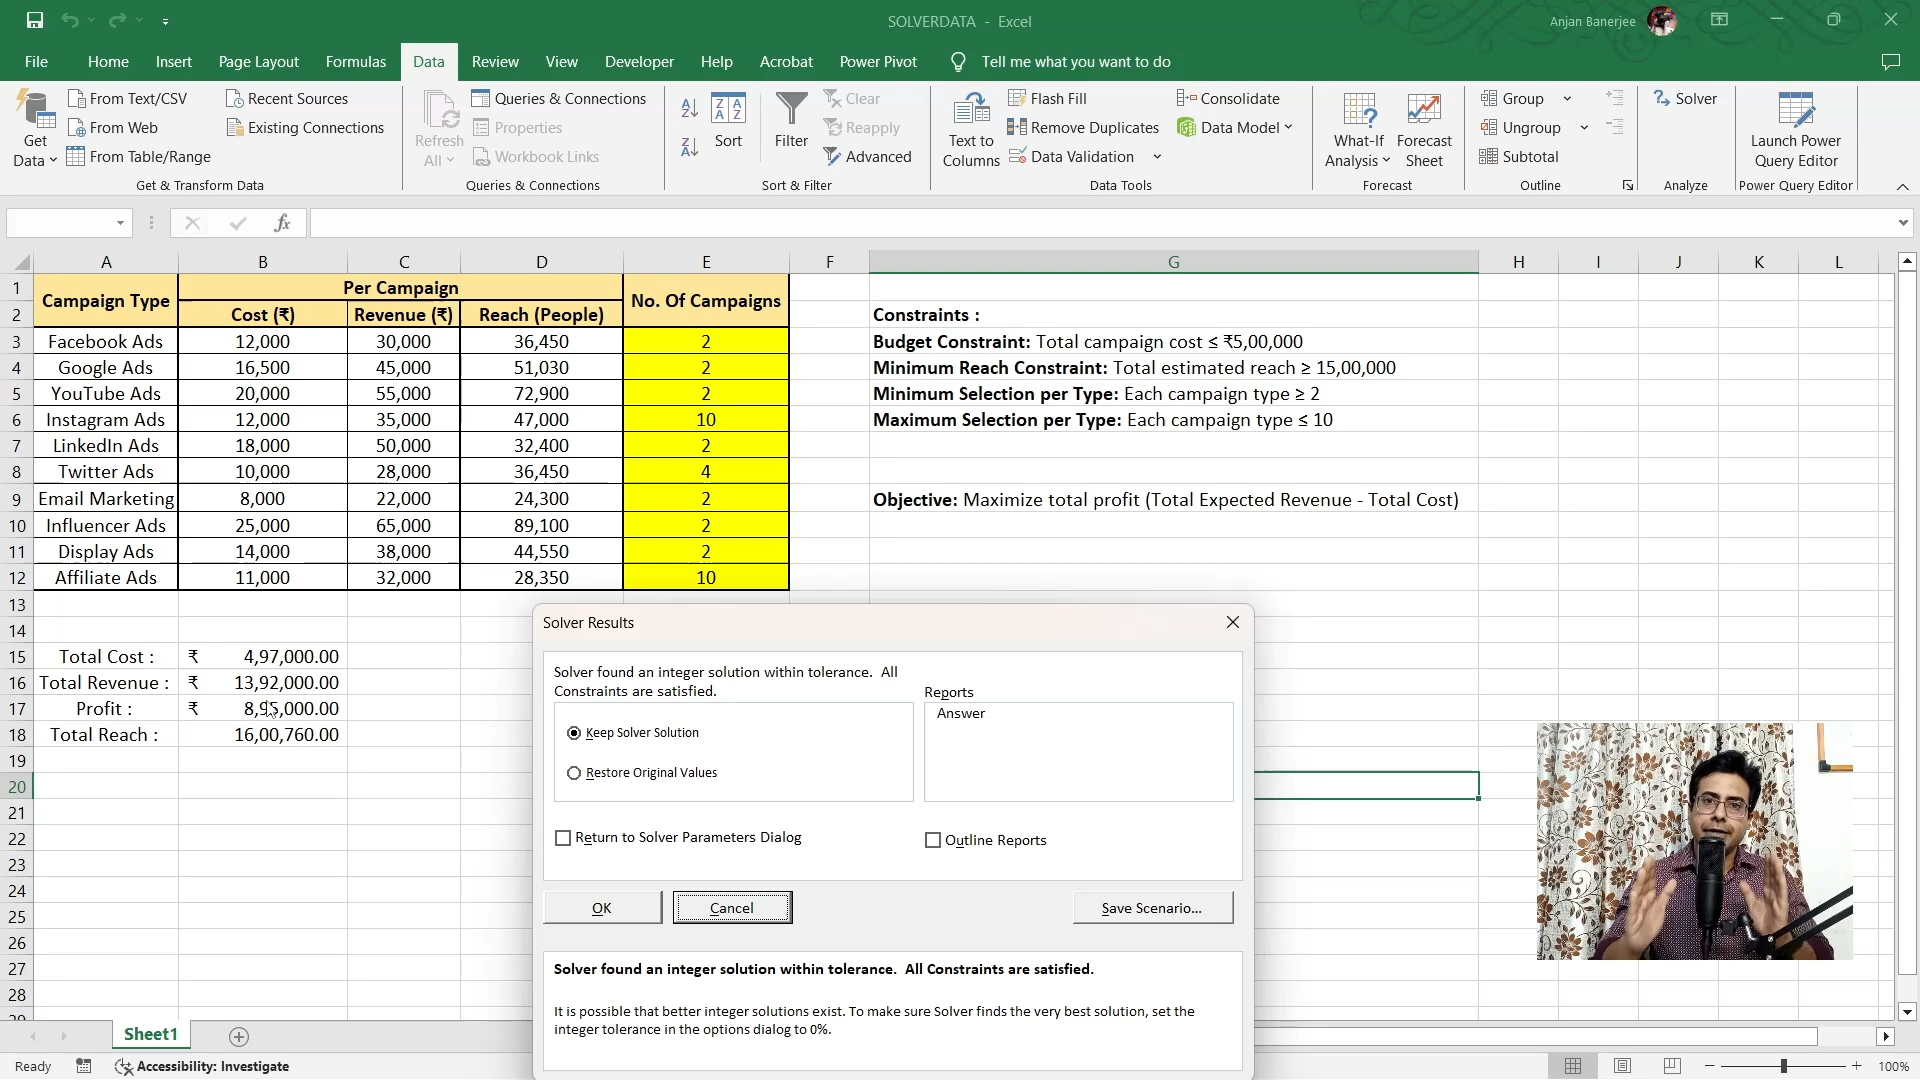 SOLVERDATA - Excel
Anjan Banerjee
File Home Insert Page Layout Formulas Data Review View Developer Help Acrobat Power Pivot Tell me what you want to do
Get Data
From Text/CSV
From Web
From Table/Range
Recent Sources
Existing Connections
Get & Transform Data
Refresh All
Queries & Connections
Properties
Workbook Links
Queries & Connections
Sort
Filter
Clear
Reapply
Advanced
Sort & Filter
Text to Columns
Flash Fill
Remove Duplicates
Data Validation
Consolidate
Data Model
Data Tools
What-If Analysis
Forecast Sheet
Forecast
Group
Ungroup
Subtotal
Outline
Solver
Analyze
Launch Power Query Editor
Power Query Editor
fx
A B C D E F G H I J K L
1 Campaign Type Per Campaign No. Of Campaigns
2 Cost (₹) Revenue (₹) Reach (People) Constraints :
3 Facebook Ads 12,000 30,000 36,450 2 Budget Constraint: Total campaign cost ≤ ₹5,00,000
4 Google Ads 16,500 45,000 51,030 2 Minimum Reach Constraint: Total estimated reach ≥ 15,00,000
5 YouTube Ads 20,000 55,000 72,900 2 Minimum Selection per Type: Each campaign type ≥ 2
6 Instagram Ads 12,000 35,000 47,000 10 Maximum Selection per Type: Each campaign type ≤ 10
7 LinkedIn Ads 18,000 50,000 32,400 2
8 Twitter Ads 10,000 28,000 36,450 4
9 Email Marketing 8,000 22,000 24,300 2 Objective: Maximize total profit (Total Expected Revenue - Total Cost)
10 Influencer Ads 25,000 65,000 89,100 2
11 Display Ads 14,000 38,000 44,550 2
12 Affiliate Ads 11,000 32,000 28,350 10
13
14
15 Total Cost : ₹ 4,97,000.00
16 Total Revenue : ₹ 13,92,000.00
17 Profit : ₹ 8,95,000.00
18 Total Reach : 16,00,760.00
19
20
21
22
23
24
25
26
27
28
29
Solver Results
Solver found an integer solution within tolerance. All
Constraints are satisfied.
Keep Solver Solution
Restore Original Values
Reports
Answer
Return to Solver Parameters Dialog
Outline Reports
OK Cancel Save Scenario...
Solver found an integer solution within tolerance. All Constraints are satisfied.
It is possible that better integer solutions exist. To make sure Solver finds the very best solution, set the
integer tolerance in the options dialog to 0%.
Sheet1
Ready Accessibility: Investigate 100%